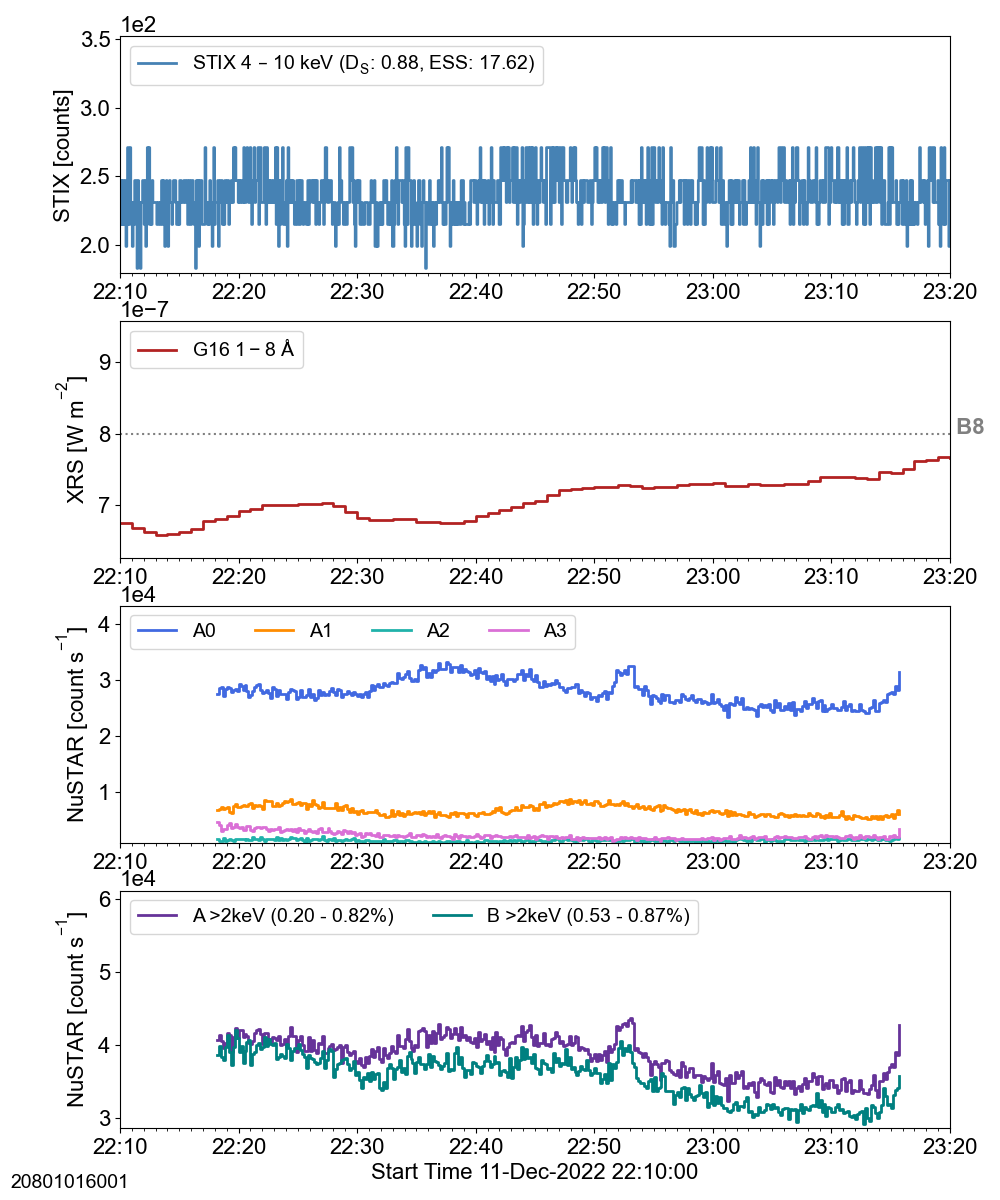 1e2
3.5
STIX 4 – 10 keV (D_S: 0.88, ESS: 17.62)
3.0
2.5
2.0
STIX [counts]
22:10 22:20 22:30 22:40 22:50 23:00 23:10 23:20
1e−7
G16 1 – 8 Å
9
8
B8
7
XRS [W m⁻²]
22:10 22:20 22:30 22:40 22:50 23:00 23:10 23:20
1e4
A0 A1 A2 A3
4
3
2
1
NuSTAR [count s⁻¹]
22:10 22:20 22:30 22:40 22:50 23:00 23:10 23:20
1e4
6
A >2keV (0.20 - 0.82%) B >2keV (0.53 - 0.87%)
5
4
3
NuSTAR [count s⁻¹]
22:10 22:20 22:30 22:40 22:50 23:00 23:10 23:20
Start Time 11-Dec-2022 22:10:00
20801016001